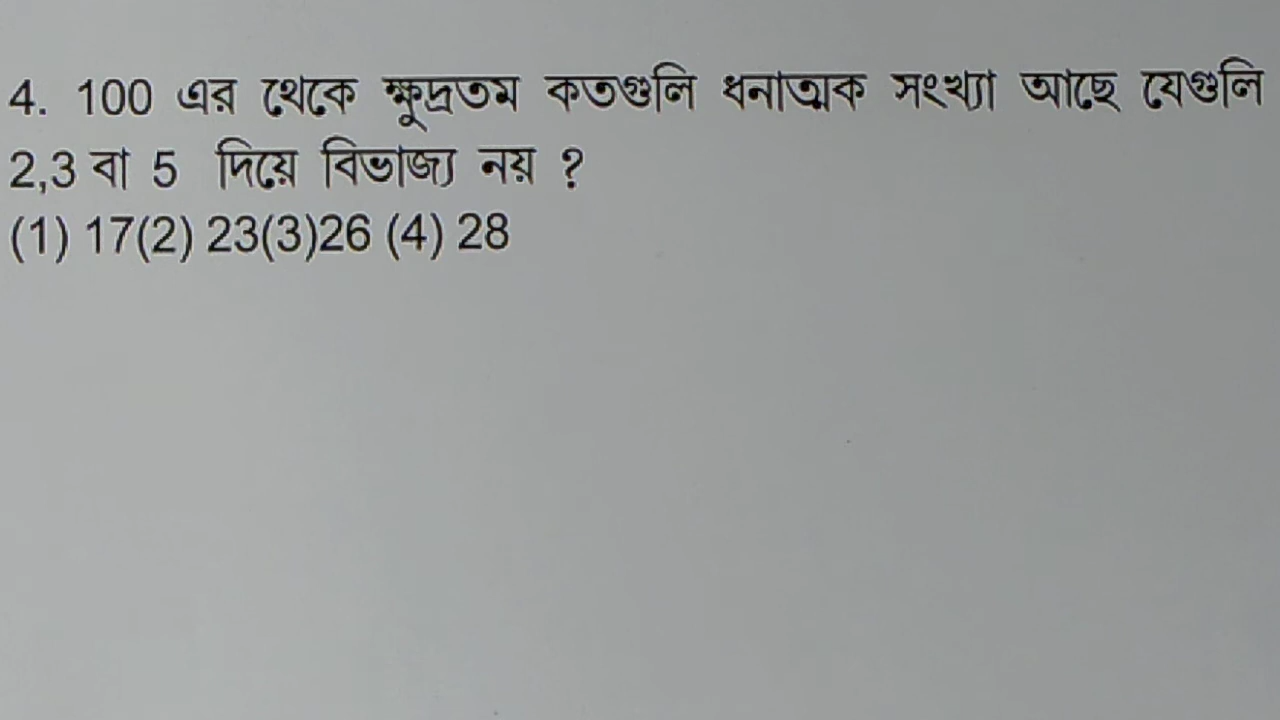 4. 100 এর থেকে ক্ষুদ্রতম কতগুলি ধনাত্মক সংখ্যা আছে যেগুলি
2,3 বা 5 দিয়ে বিভাজ্য নয় ?
(1) 17(2) 23(3)26 (4) 28